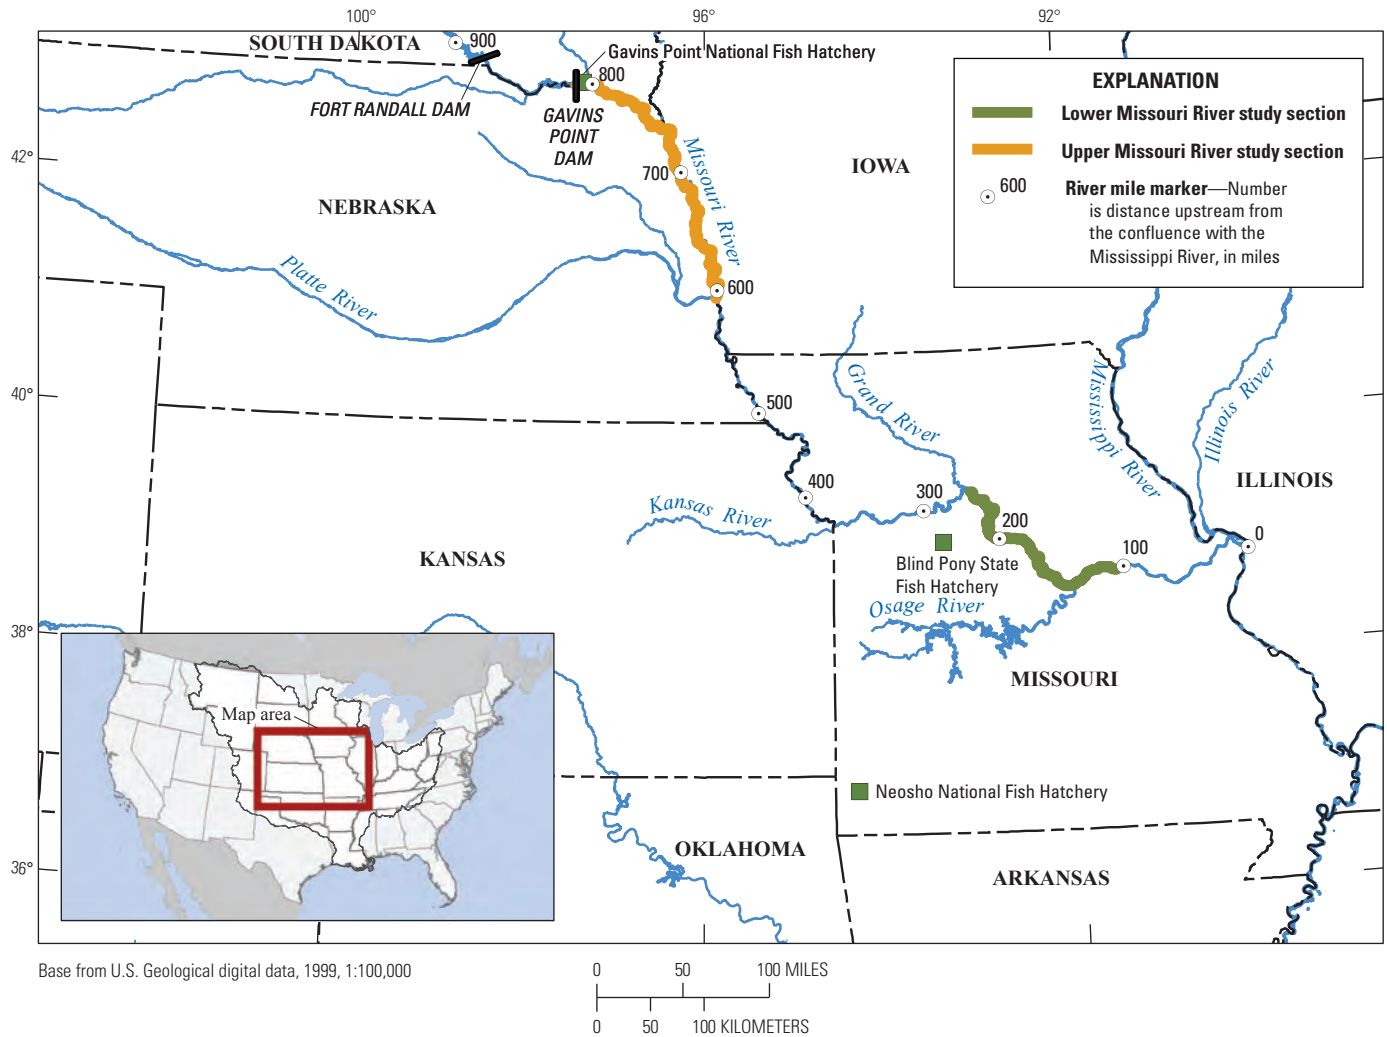 100°
96°
92°
SOUTH DAKOTA
900
Gavins Point National Fish Hatchery
800
FORT RANDALL DAM
GAVINS
POINT
DAM
EXPLANATION
Lower Missouri River study section
Upper Missouri River study section
600
River mile marker—Number
is distance upstream from
the confluence with the
Mississippi River, in miles
42°
700
Missouri River
IOWA
NEBRASKA
Platte River
600
40°
500
Grand River
Mississippi River
Illinois River
ILLINOIS
400
300
Kansas River
200
0
100
KANSAS
Blind Pony State
Fish Hatchery
Osage River
38°
MISSOURI
Map area
Neosho National Fish Hatchery
OKLAHOMA
36°
ARKANSAS
Base from U.S. Geological digital data, 1999, 1:100,000
0 50 100 MILES
0 50 100 KILOMETERS